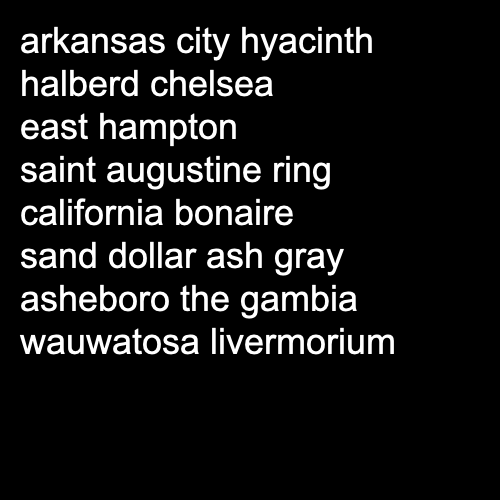 arkansas city hyacinth
halberd chelsea
east hampton
saint augustine ring
california bonaire
sand dollar ash gray
asheboro the gambia
wauwatosa livermorium